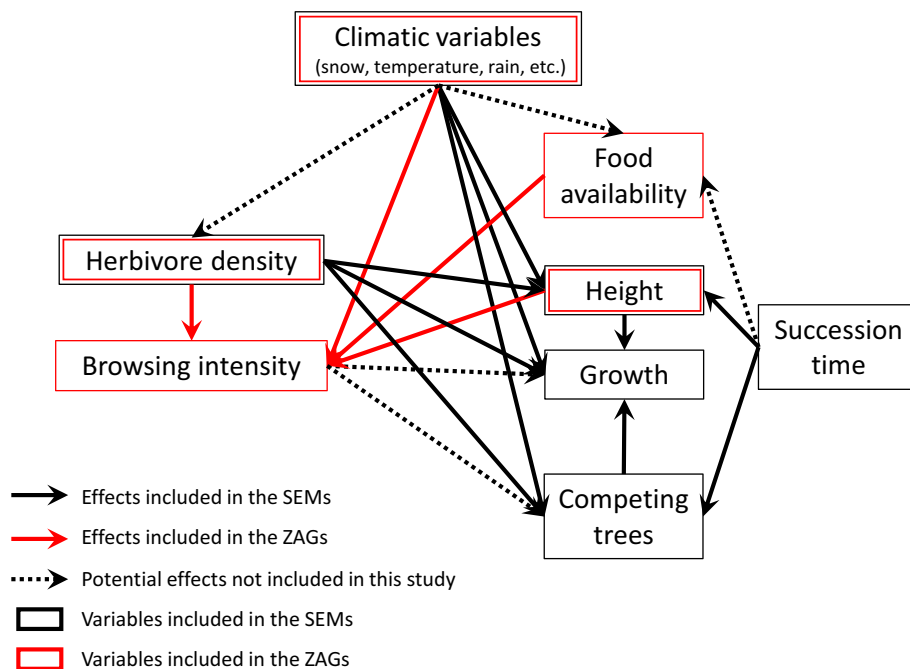 Climatic variables
(snow, temperature, rain, etc.)
Food
availability
Herbivore density
Height
Succession
time
Browsing intensity
Growth
Competing
trees
Effects included in the SEMs
Effects included in the ZAGs
Potential effects not included in this study
Variables included in the SEMs
Variables included in the ZAGs